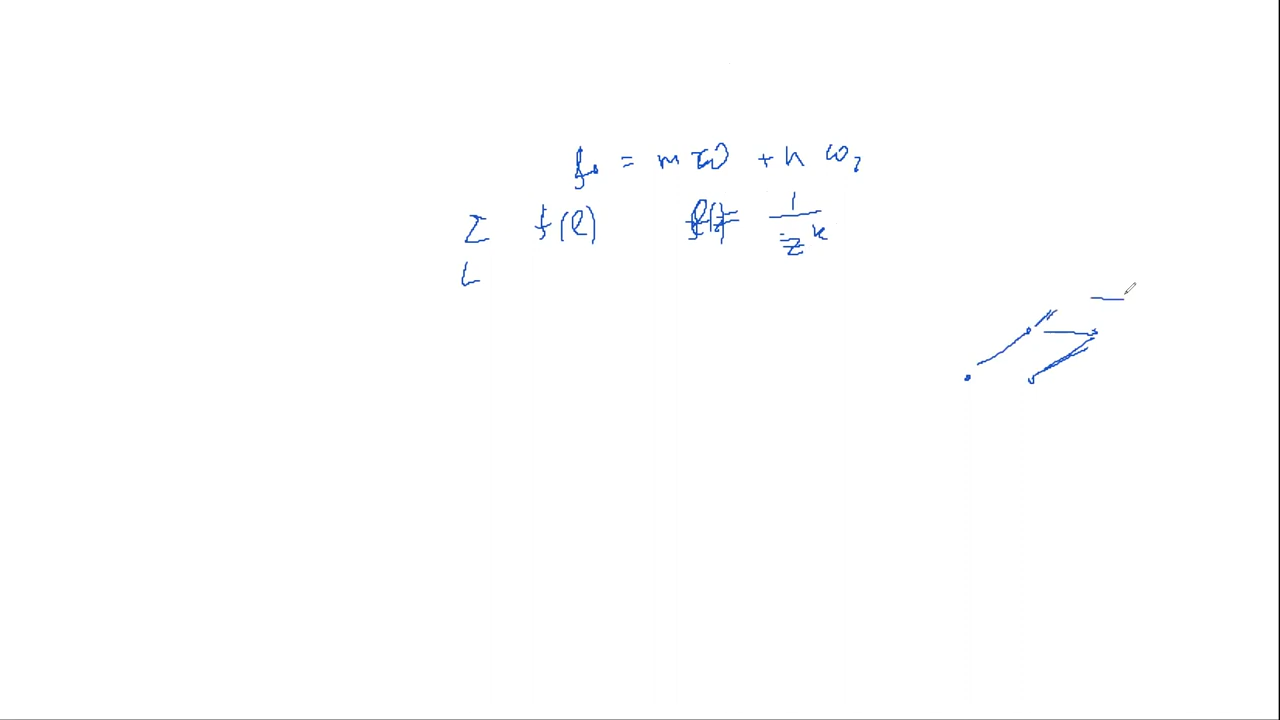 = m ω + n ω₂
Σ f(l) f(z) = 1 / z^k
L